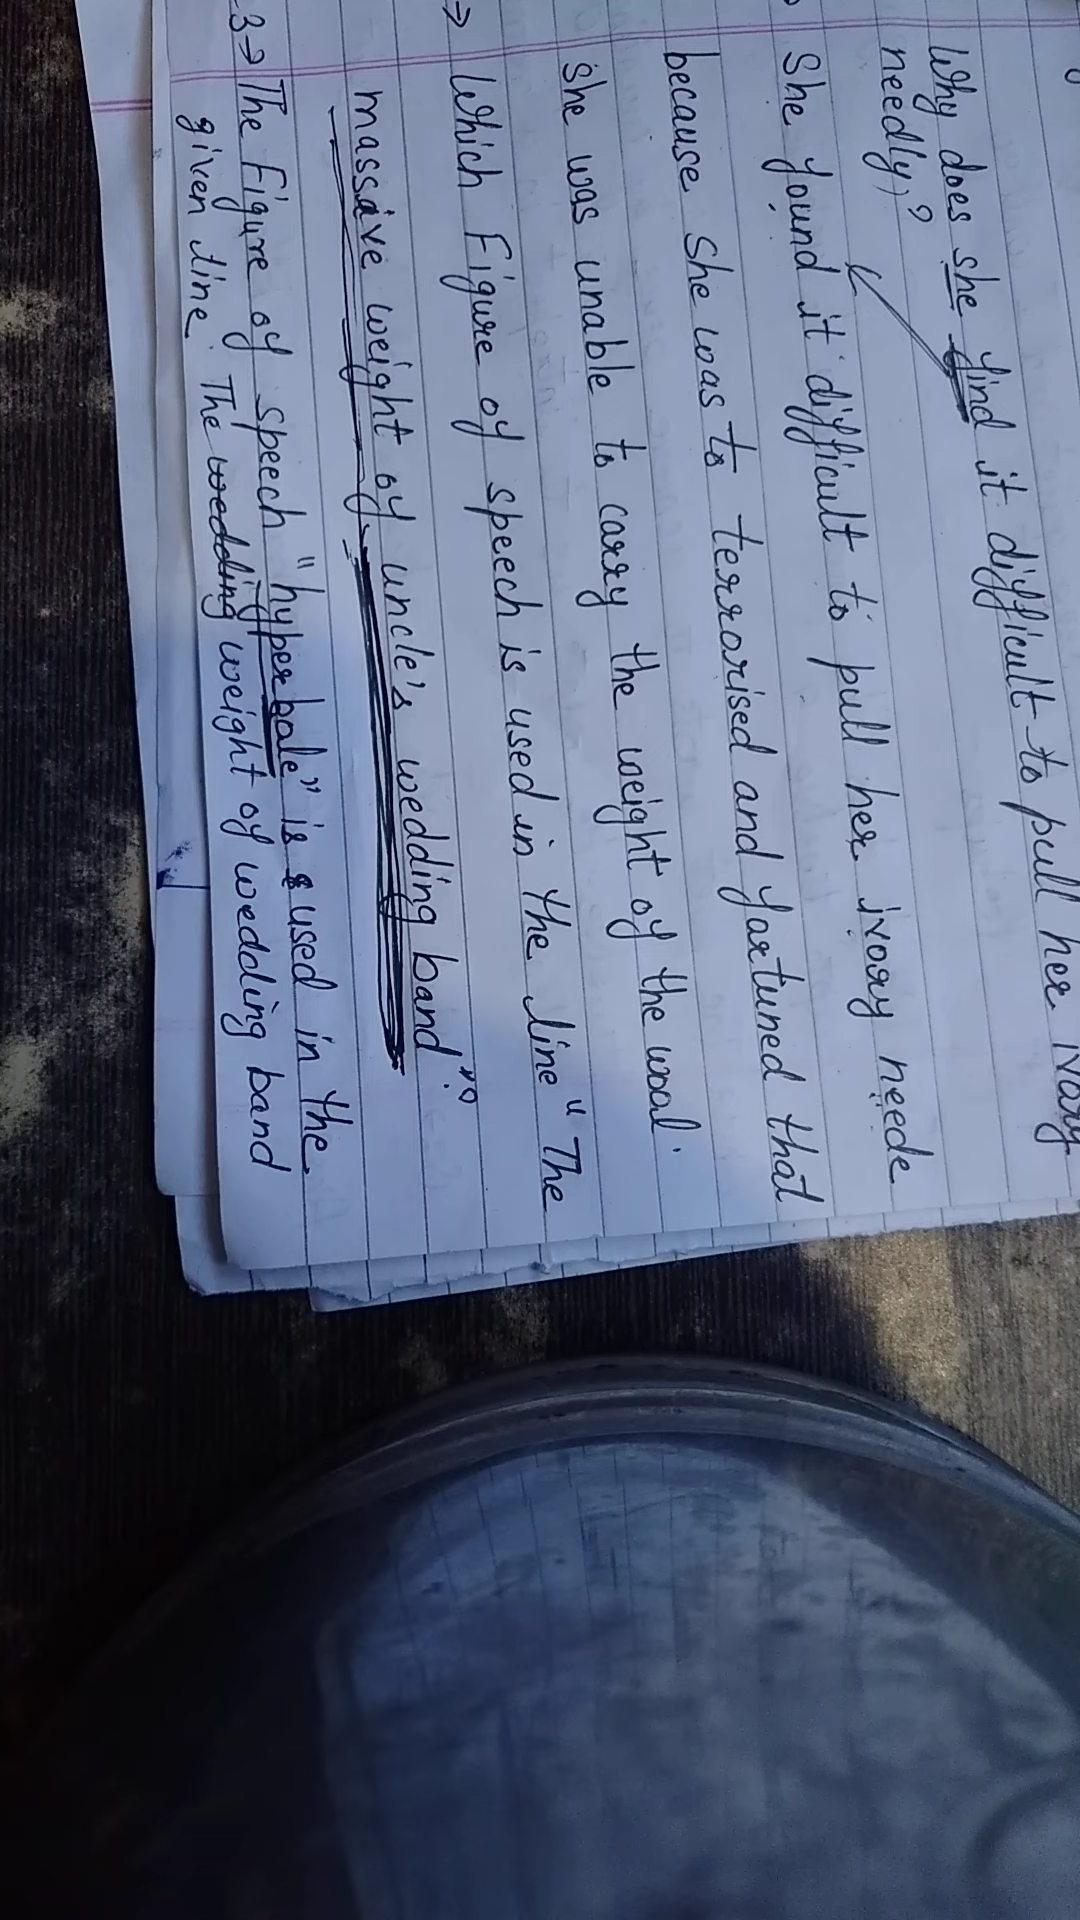 Why does she find it difficult to pull her ivory
needly)?
She found it difficult to pull her ivory neede
because she was to terrorised and fortuned that
she was unable to carry the weight of the wool.
→ Which Figure of speech is used in the line "The
massive weight of uncle's wedding band"?
3→ The Figure of speech "hyperbole" is used in the
given line. The wedding weight of wedding band